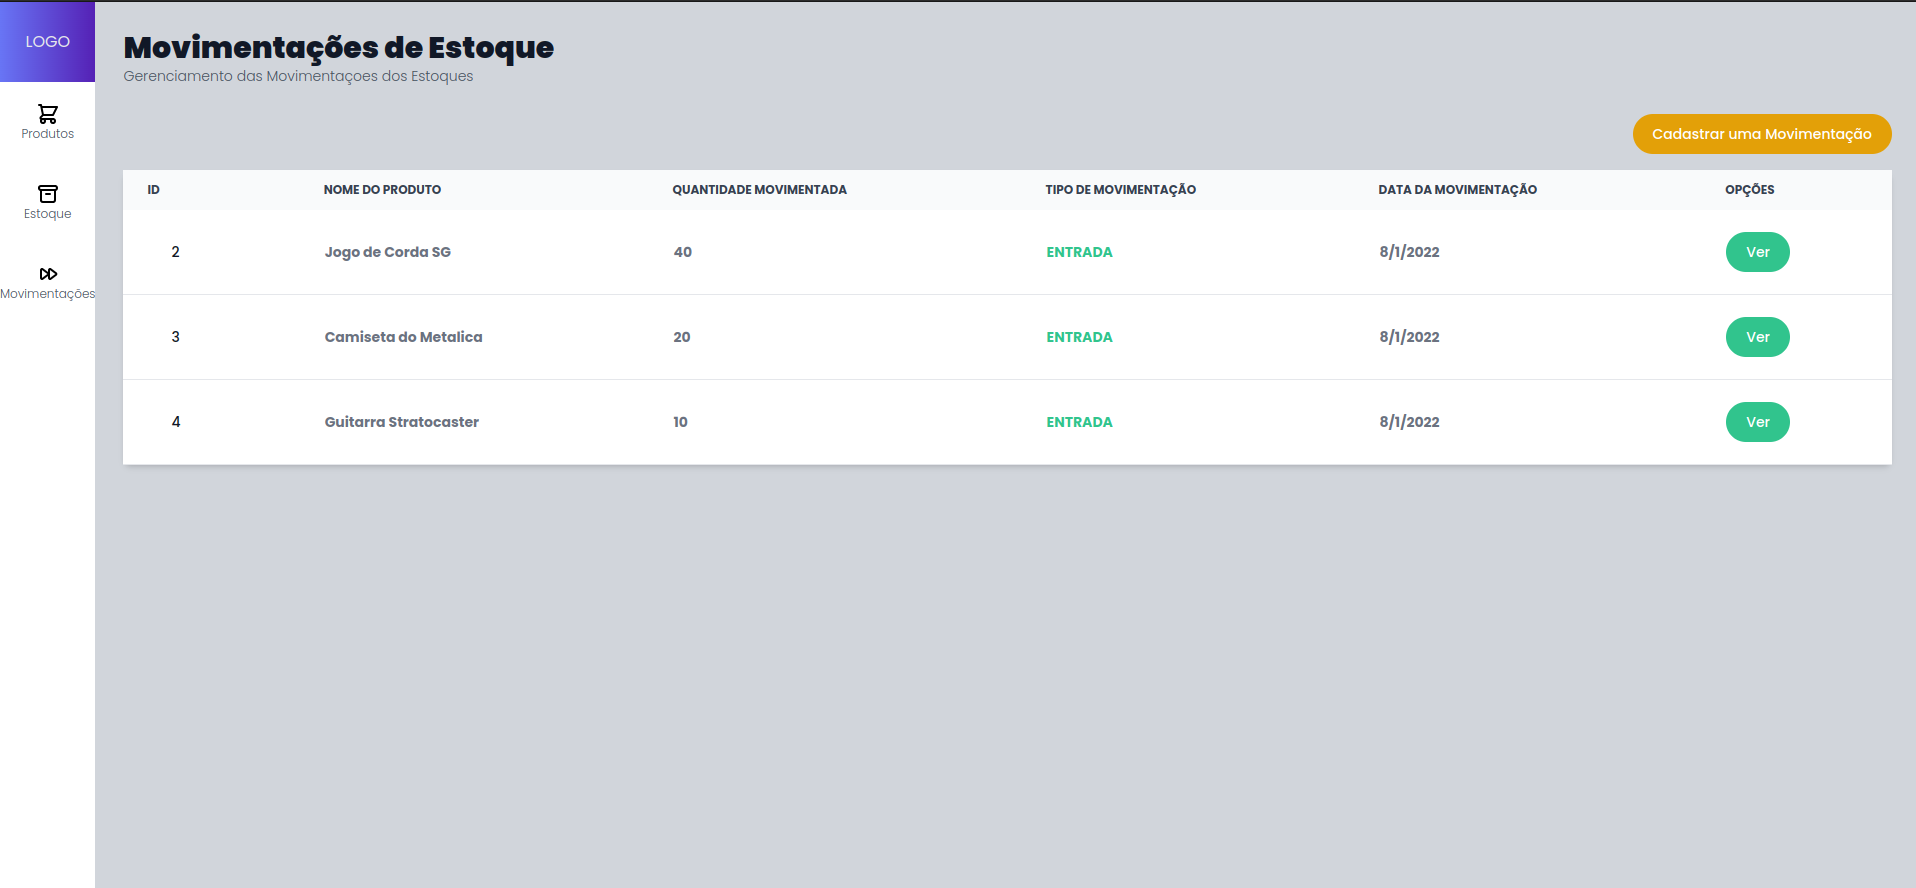 LOGO
Produtos
Estoque
Movimentações
Movimentações de Estoque
Gerenciamento das Movimentaçoes dos Estoques
Cadastrar uma Movimentação
ID NOME DO PRODUTO QUANTIDADE MOVIMENTADA TIPO DE MOVIMENTAÇÃO DATA DA MOVIMENTAÇÃO OPÇÕES
2 Jogo de Corda SG 40 ENTRADA 8/1/2022 Ver
3 Camiseta do Metalica 20 ENTRADA 8/1/2022 Ver
4 Guitarra Stratocaster 10 ENTRADA 8/1/2022 Ver